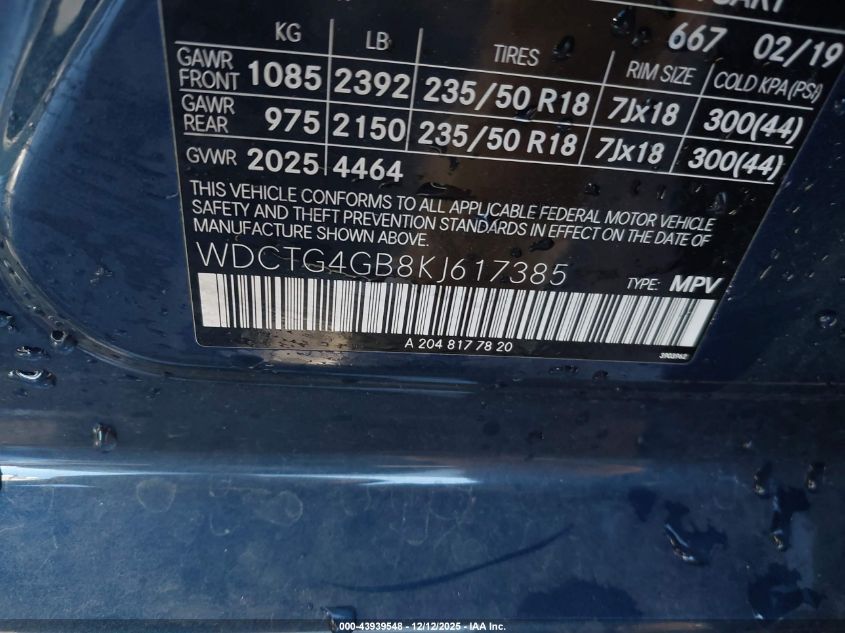 667 02/19
KG LB TIRES RIM SIZE COLD KPA (PSI)
GAWR FRONT 1085 2392 235/50 R18 7Jx18 300(44)
GAWR REAR 975 2150 235/50 R18 7Jx18 300(44)
GVWR 2025 4464
THIS VEHICLE CONFORMS TO ALL APPLICABLE FEDERAL MOTOR VEHICLE
SAFETY AND THEFT PREVENTION STANDARDS IN EFFECT ON THE DATE OF
MANUFACTURE SHOWN ABOVE.
WDCTG4GB8KJ617385 TYPE: MPV
A 204 817 78 20 3903962
000-43939548 - 12/12/2025 - IAA Inc.